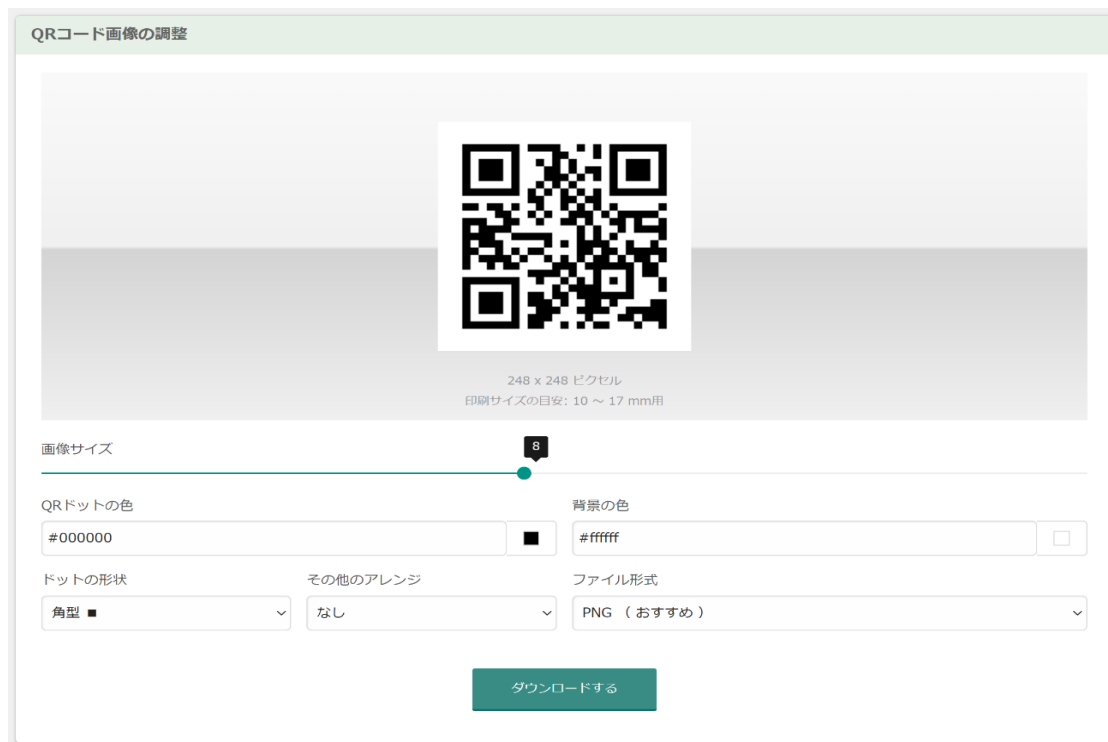 QRコード画像の調整
248 x 248 ピクセル
印刷サイズの目安: 10 ～ 17 mm用
画像サイズ
8
QRドットの色
背景の色
#000000
#ffffff
ドットの形状
その他のアレンジ
ファイル形式
角型 ■
なし
PNG （ おすすめ ）
ダウンロードする